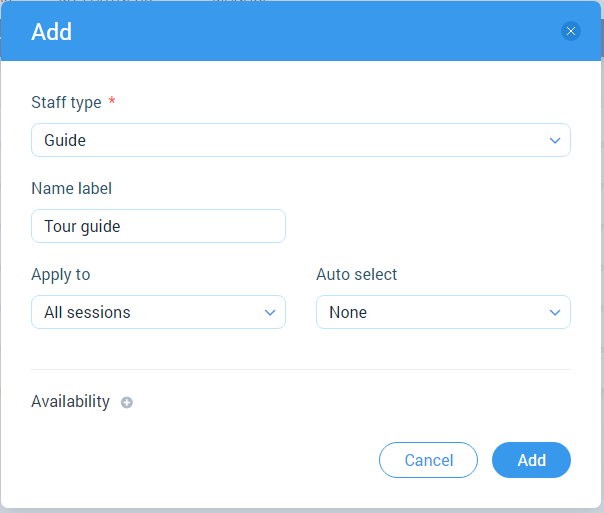 Add
Staff type *
Guide
Name label
Tour guide
Apply to
Auto select
All sessions
None
Availability
Cancel
Add